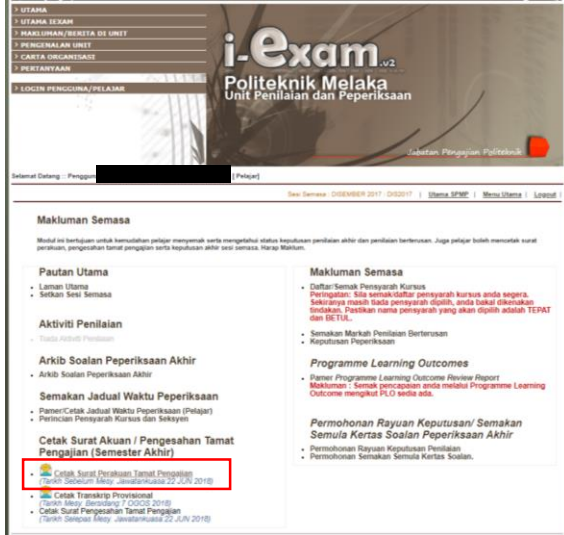 > UTAMA
> UTAMA IEXAM
> MAKLUMAN/BERITA DI UNIT
> PENGENALAN UNIT
> CARTA ORGANISASI
> PERTANYAAN
> LOGIN PENGGUNA/PELAJAR
i-Exam.v2
Politeknik Melaka
Unit Penilaian dan Peperiksaan
Jabatan Pengajian Politeknik
Selamat Datang :: Penggun [ Pelajar]
Sesi Semasa : DISEMBER 2017 : DIS2017 | Utama SPMP | Menu Utama | Logout |
Makluman Semasa
Modul ini bertujuan untuk kemudahan pelajar menyemak serta mengetahui status keputusan penilaian akhir dan penilaian berterusan. Juga pelajar boleh mencetak surat
perakuan, pengesahan tamat pengajian serta keputusan akhir sesi semasa. Harap Maklum.
Pautan Utama
Laman Utama
Setkan Sesi Semasa
Aktiviti Penilaian
Tiada Aktiviti Penilaian
Arkib Soalan Peperiksaan Akhir
Arkib Soalan Peperiksaan Akhir
Semakan Jadual Waktu Peperiksaan
Pamer/Cetak Jadual Waktu Peperiksaan (Pelajar)
Perincian Pensyarah Kursus dan Seksyen
Cetak Surat Akuan / Pengesahan Tamat
Pengajian (Semester Akhir)
Cetak Surat Perakuan Tamat Pengajian
(Tarikh Sebelum Mesy. Jawatankuasa:22 JUN 2018)
Cetak Transkrip Provisional
(Tarikh Mesy. Bersidang:7 OGOS 2018)
Cetak Surat Pengesahan Tamat Pengajian
(Tarikh Selepas Mesy. Jawatankuasa:22 JUN 2018)
Makluman Semasa
Daftar/Semak Pensyarah Kursus
Peringatan: Sila semak/daftar pensyarah kursus anda segera.
Sekiranya masih tiada pensyarah dipilih, anda bakal dikenakan
tindakan. Pastikan nama pensyarah yang akan dipilih adalah TEPAT
dan BETUL.
Semakan Markah Penilaian Berterusan
Keputusan Peperiksaan
Programme Learning Outcomes
Pamer Programme Learning Outcome Review Report
Makluman : Semak pencapaian anda melalui Programme Learning
Outcome mengikut PLO sedia ada.
Permohonan Rayuan Keputusan/ Semakan
Semula Kertas Soalan Peperiksaan Akhir
Permohonan Rayuan Keputusan Penilaian
Permohonan Semakan Semula Kertas Soalan.